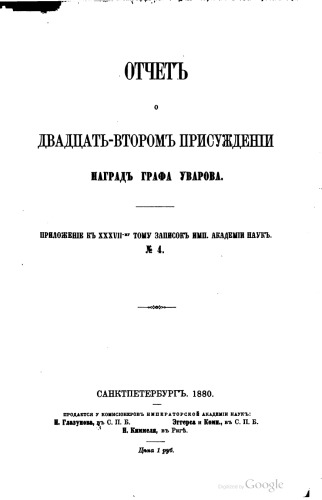 ОТЧЕТЪ
О
ДВАДЦАТЬ-ВТОРОМЪ ПРИСУЖДЕНІИ
НАГРАДЪ ГРАФА УВАРОВА.
ПРИЛОЖЕНІЕ КЪ XXXVII-му ТОМУ ЗАПИСОКЪ ИМП. АКАДЕМІИ НАУКЪ.
№ 4.
САНКТПЕТЕРБУРГЪ. 1880.
ПРОДАЕТСЯ У КОМИССІОНЕРОВЪ ИМПЕРАТОРСКОЙ АКАДЕМІИ НАУКЪ:
И. Глазунова, въ С. П. Б. Эггерса и Комп., въ С. П. Б.
Н. Киммеля, въ Ригѣ.
Цѣна 1 руб.
Digitized by Google